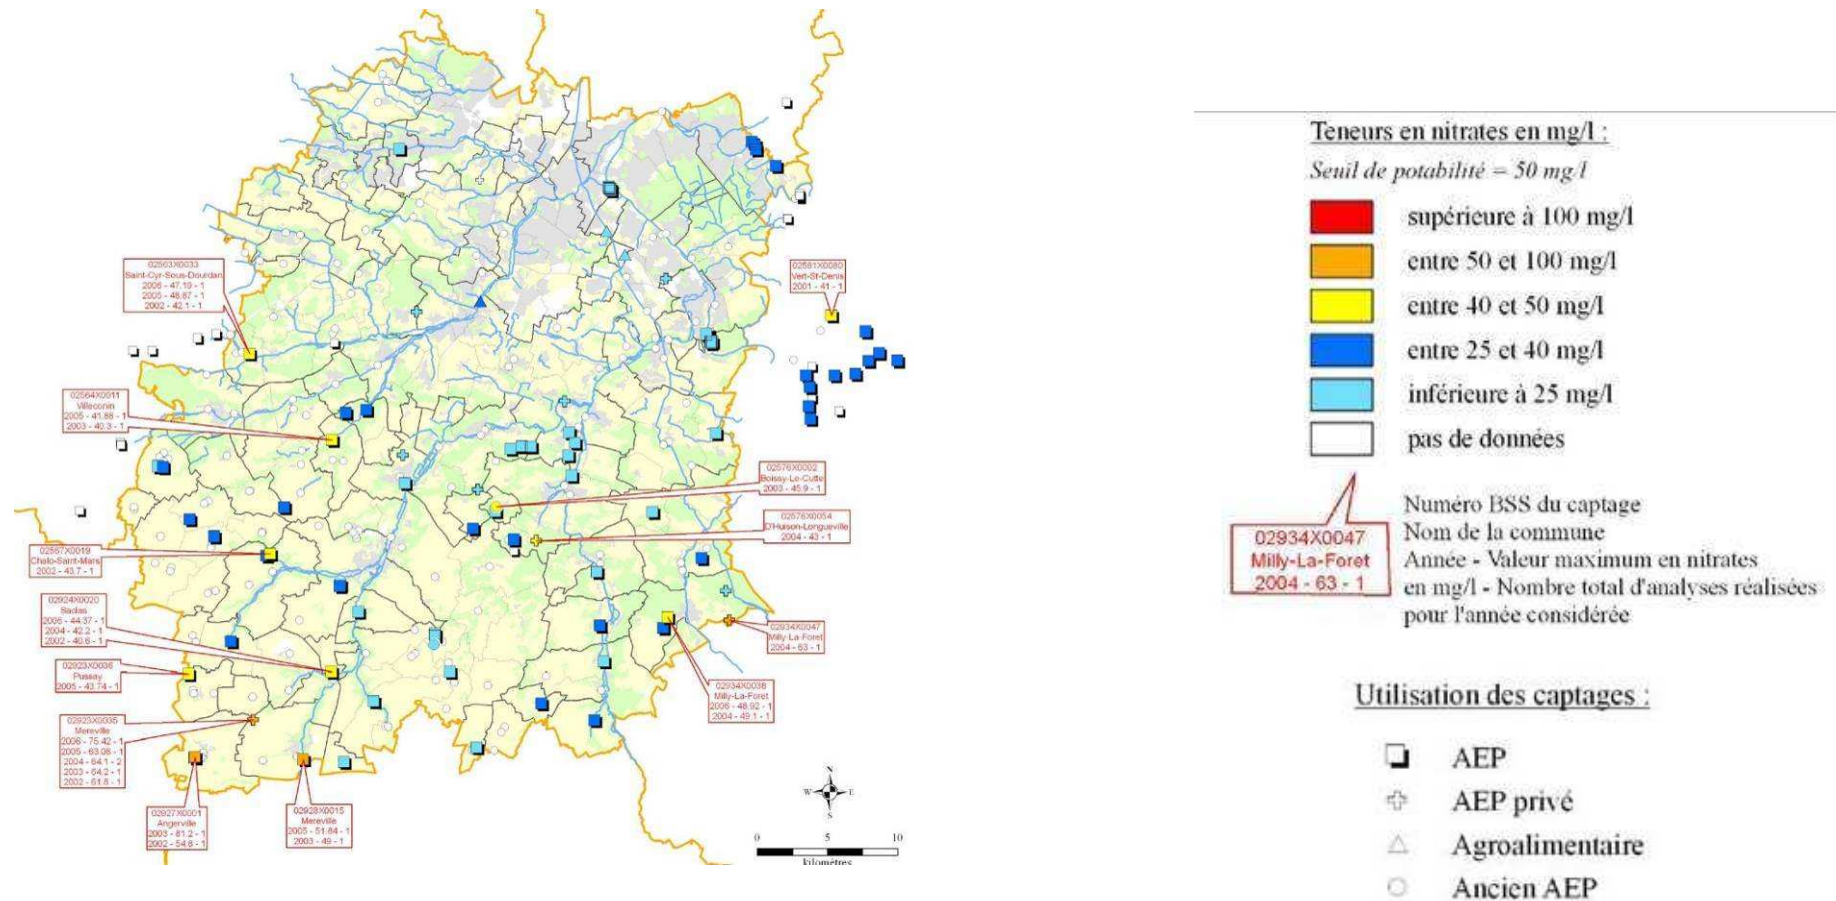 02563X0033
Saint-Cyr-Sous-Dourdan
2006 - 47.19 - 1
2005 - 48.87 - 1
2002 - 42.1 - 1
02581X0080
Vert-St-Denis
2001 - 41 - 1
02564X0011
Villeconin
2005 - 41.88 - 1
2003 - 40.3 - 1
02576X0002
Boissy-Le-Cutte
2003 - 45.9 - 1
02576X0054
D'Huison-Longueville
2004 - 43 - 1
02567X0019
Chalo-Saint-Mars
2002 - 43.7 - 1
02924X0020
Saclas
2006 - 44.37 - 1
2004 - 42.2 - 1
2002 - 40.6 - 1
02923X0036
Pussay
2005 - 43.74 - 1
02934X0047
Milly-La-Foret
2004 - 63 - 1
02934X0038
Milly-La-Foret
2006 - 48.92 - 1
2004 - 49.1 - 1
02923X0035
Mereville
2006 - 75.42 - 1
2005 - 63.08 - 1
2004 - 64.1 - 2
2003 - 64.2 - 1
2002 - 61.8 - 1
02927X0001
Angerville
2003 - 81.2 - 1
2002 - 54.8 - 1
02928X0015
Mereville
2005 - 51.84 - 1
2003 - 49 - 1
N
W E
S
0 5 10
kilomètres
Teneurs en nitrates en mg/l :
Seuil de potabilité = 50 mg/l
supérieure à 100 mg/l
entre 50 et 100 mg/l
entre 40 et 50 mg/l
entre 25 et 40 mg/l
inférieure à 25 mg/l
pas de données
02934X0047
Milly-La-Foret
2004 - 63 - 1
Numéro BSS du captage
Nom de la commune
Année - Valeur maximum en nitrates
en mg/l - Nombre total d'analyses réalisées
pour l'année considérée
Utilisation des captages :
AEP
AEP privé
Agroalimentaire
Ancien AEP